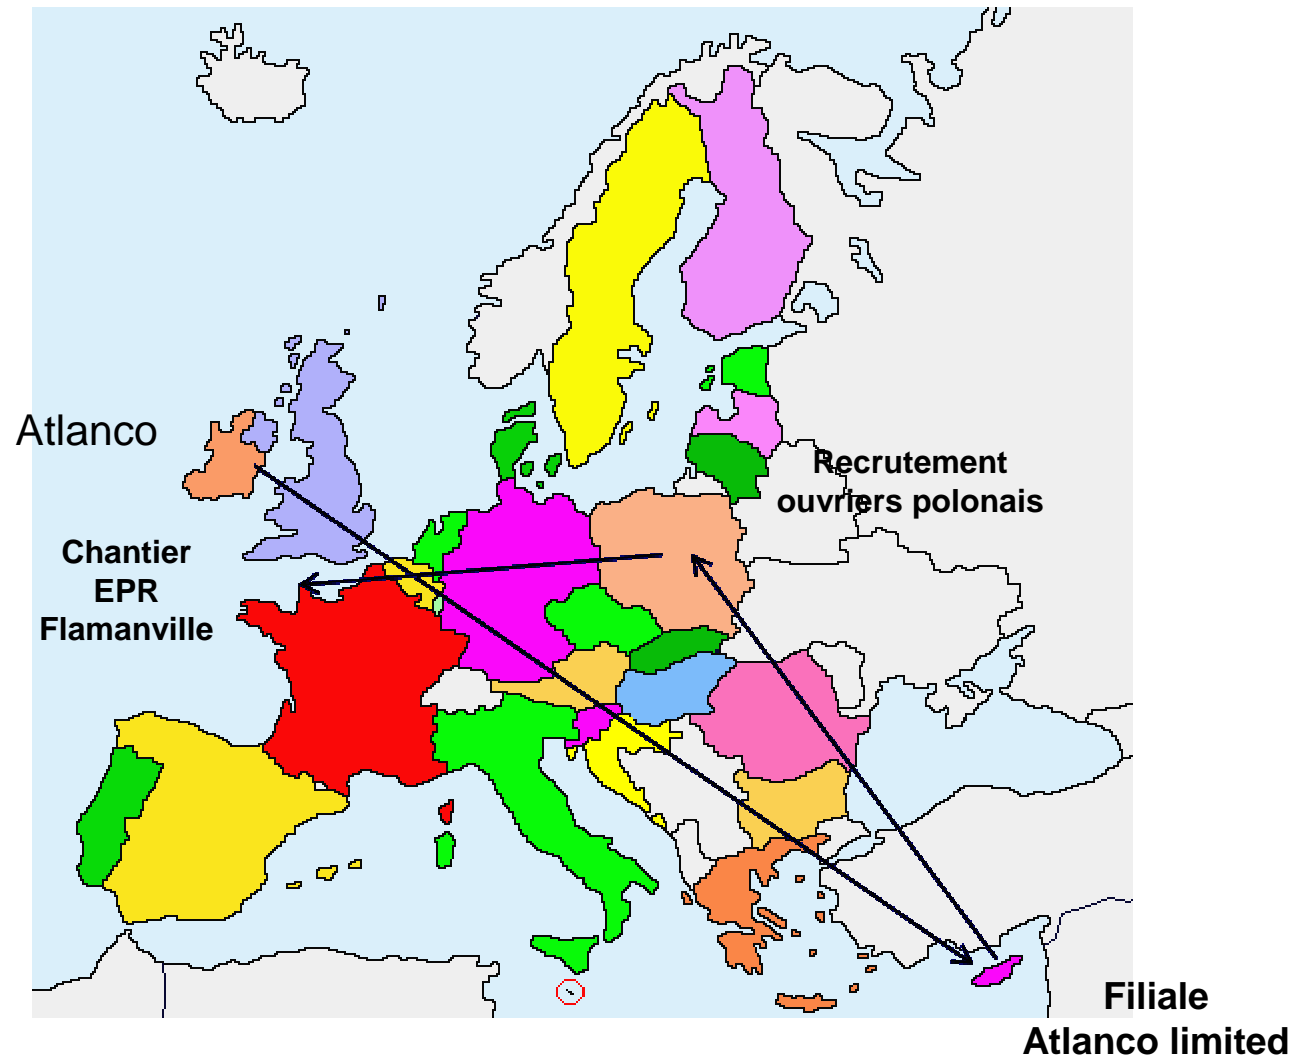 Atlanco
Recrutement
ouvriers polonais
Chantier
EPR
Flamanville
Filiale
Atlanco limited